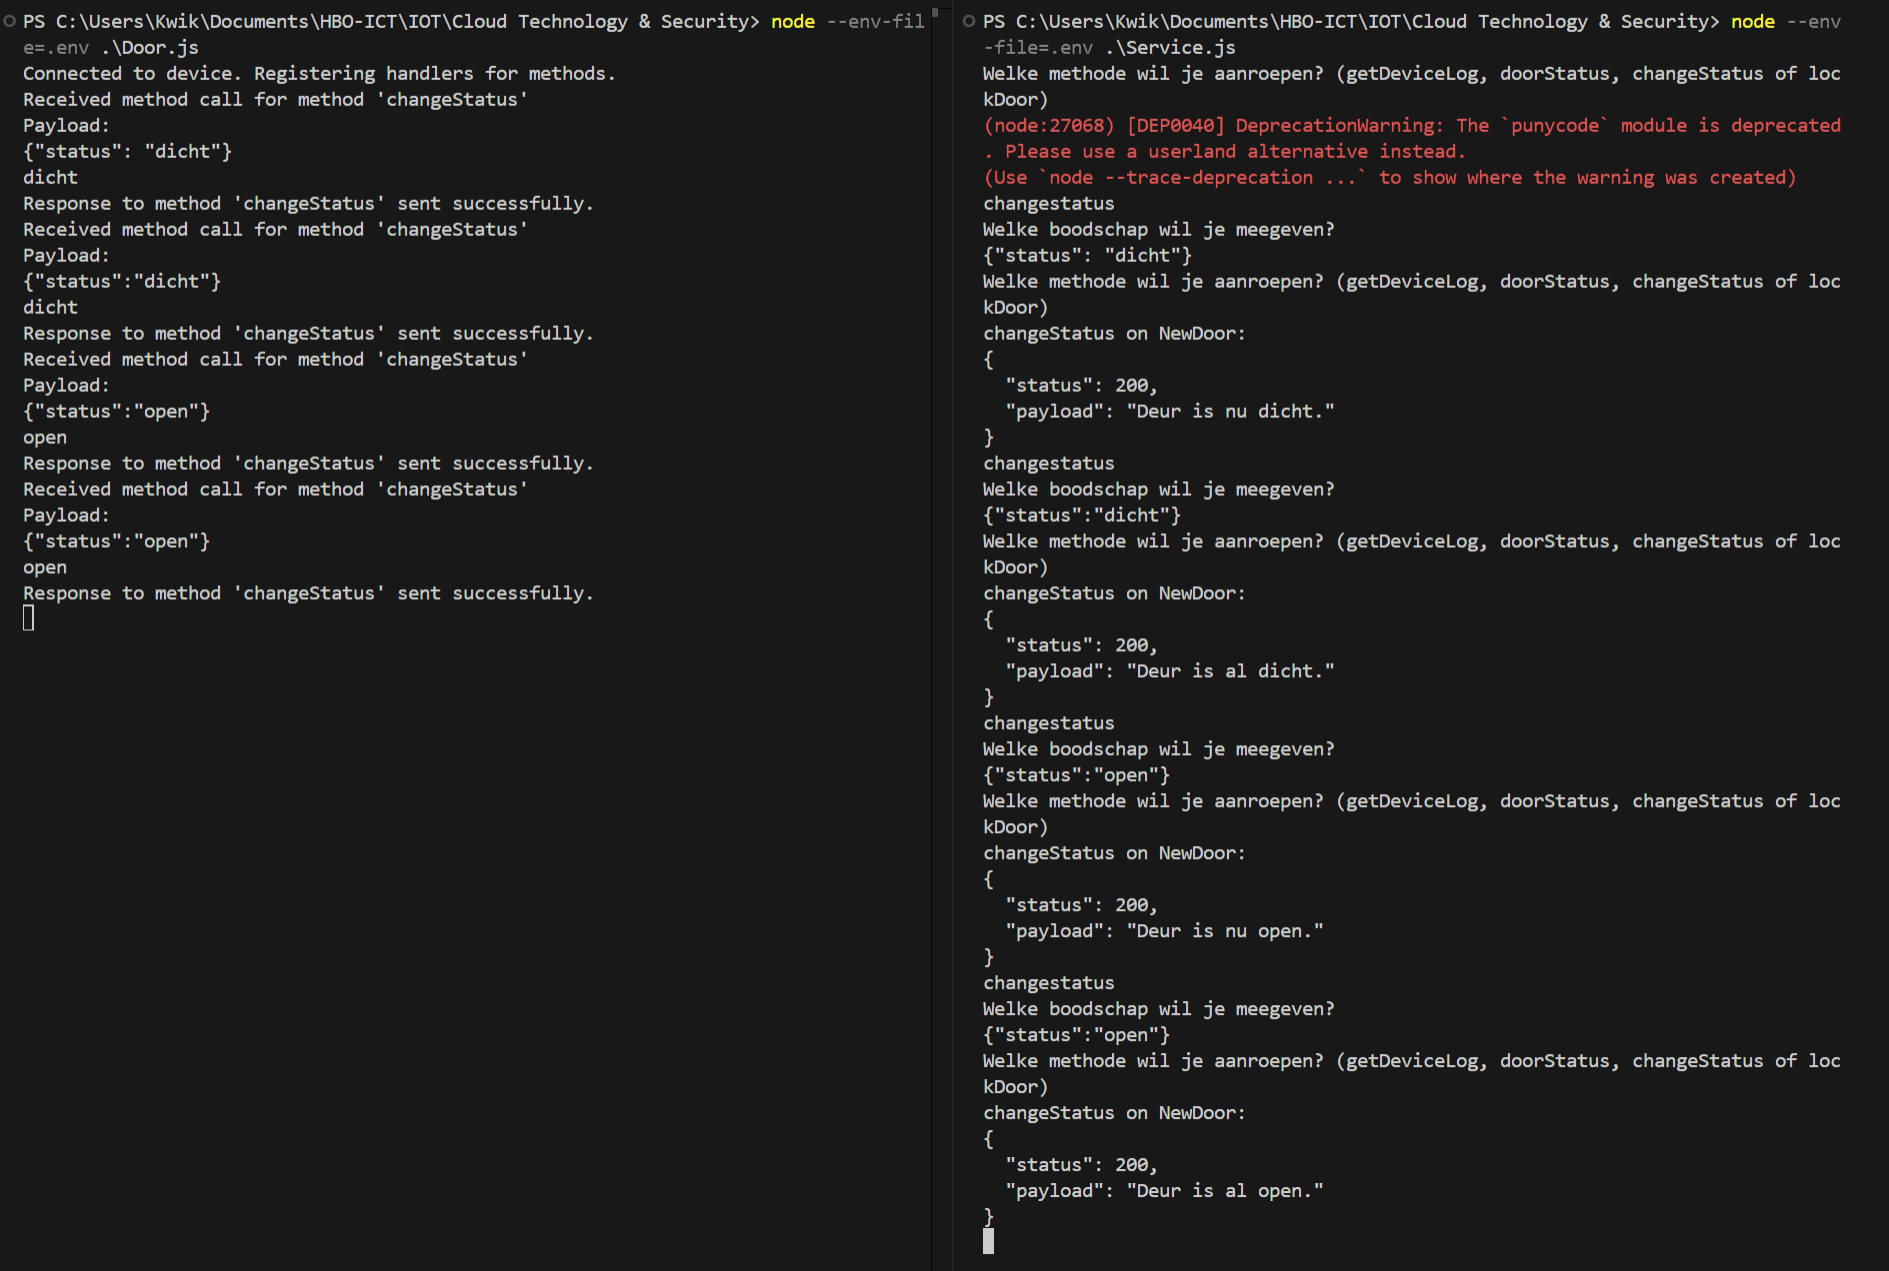 PS C:\Users\Kwik\Documents\HBO-ICT\IOT\Cloud Technology & Security> node --env-fil
e=.env .\Door.js
Connected to device. Registering handlers for methods.
Received method call for method 'changeStatus'
Payload:
{"status": "dicht"}
dicht
Response to method 'changeStatus' sent successfully.
Received method call for method 'changeStatus'
Payload:
{"status":"dicht"}
dicht
Response to method 'changeStatus' sent successfully.
Received method call for method 'changeStatus'
Payload:
{"status":"open"}
open
Response to method 'changeStatus' sent successfully.
Received method call for method 'changeStatus'
Payload:
{"status":"open"}
open
Response to method 'changeStatus' sent successfully.
PS C:\Users\Kwik\Documents\HBO-ICT\IOT\Cloud Technology & Security> node --env
-file=.env .\Service.js
Welke methode wil je aanroepen? (getDeviceLog, doorStatus, changeStatus of loc
kDoor)
(node:27068) [DEP0040] DeprecationWarning: The `punycode` module is deprecated
. Please use a userland alternative instead.
(Use `node --trace-deprecation ...` to show where the warning was created)
changestatus
Welke boodschap wil je meegeven?
{"status": "dicht"}
Welke methode wil je aanroepen? (getDeviceLog, doorStatus, changeStatus of loc
kDoor)
changeStatus on NewDoor:
{
  "status": 200,
  "payload": "Deur is nu dicht."
}
changestatus
Welke boodschap wil je meegeven?
{"status":"dicht"}
Welke methode wil je aanroepen? (getDeviceLog, doorStatus, changeStatus of loc
kDoor)
changeStatus on NewDoor:
{
  "status": 200,
  "payload": "Deur is al dicht."
}
changestatus
Welke boodschap wil je meegeven?
{"status":"open"}
Welke methode wil je aanroepen? (getDeviceLog, doorStatus, changeStatus of loc
kDoor)
changeStatus on NewDoor:
{
  "status": 200,
  "payload": "Deur is nu open."
}
changestatus
Welke boodschap wil je meegeven?
{"status":"open"}
Welke methode wil je aanroepen? (getDeviceLog, doorStatus, changeStatus of loc
kDoor)
changeStatus on NewDoor:
{
  "status": 200,
  "payload": "Deur is al open."
}